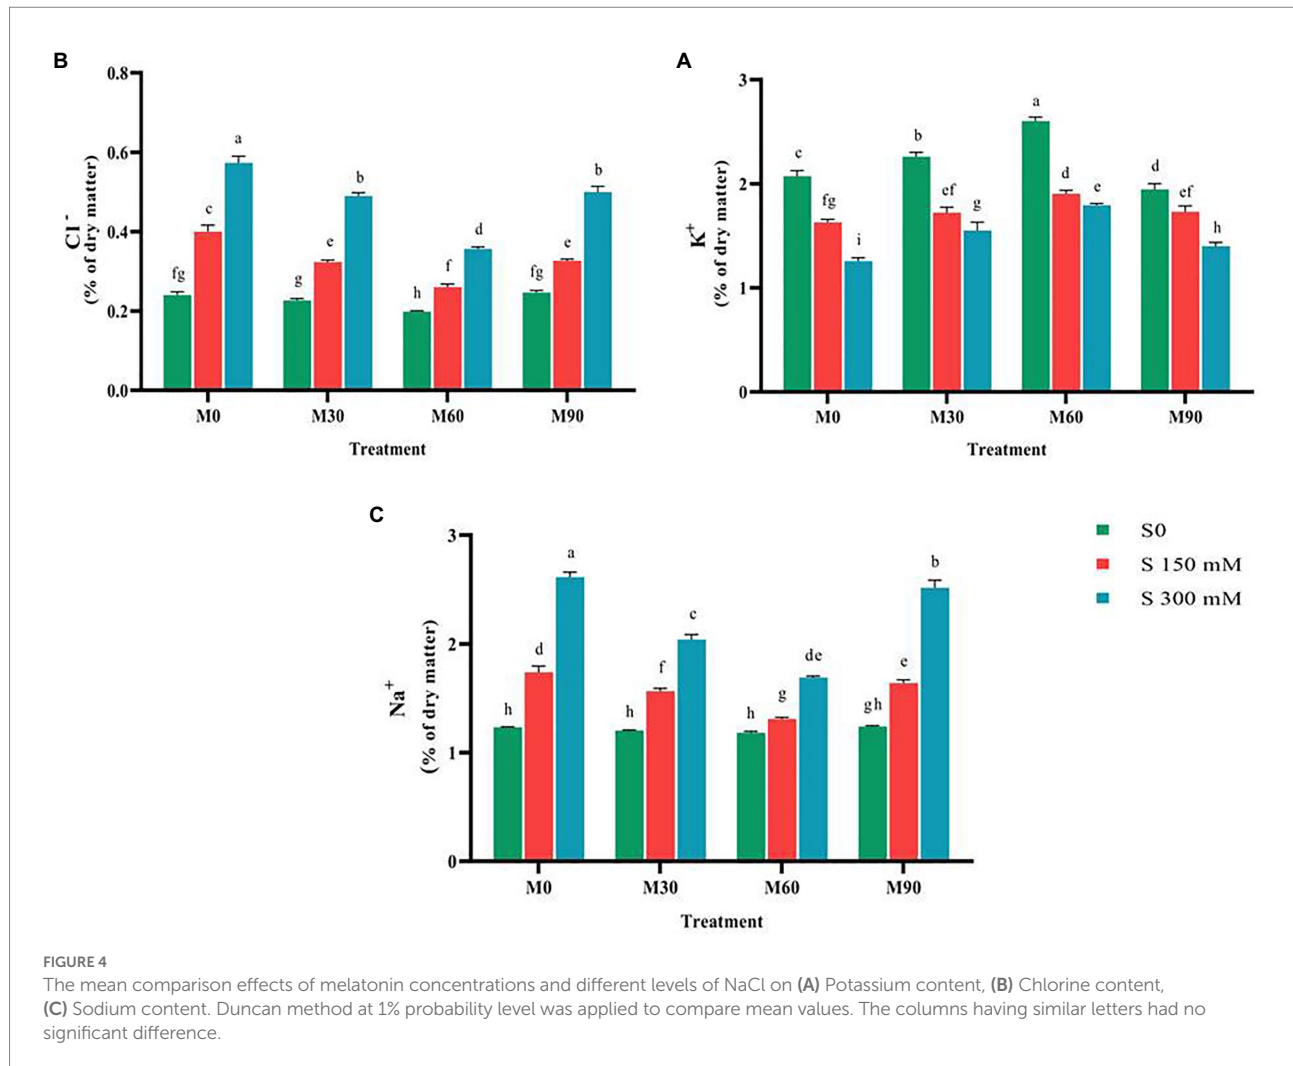 B
Cl-
(% of dry matter)
0.8
0.6
0.4
0.2
0.0
fg
c
a
g
e
b
h
f
d
fg
e
b
M0 M30 M60 M90
Treatment
A
K+
(% of dry matter)
3
2
1
0
c
fg
i
b
ef
g
a
d
e
d
ef
h
M0 M30 M60 M90
Treatment
C
Na+
(% of dry matter)
3
2
1
0
h
d
a
h
f
c
h
g
de
gh
e
b
M0 M30 M60 M90
Treatment
S0
S 150 mM
S 300 mM
FIGURE 4
The mean comparison effects of melatonin concentrations and different levels of NaCl on (A) Potassium content, (B) Chlorine content,
(C) Sodium content. Duncan method at 1% probability level was applied to compare mean values. The columns having similar letters had no
significant difference.